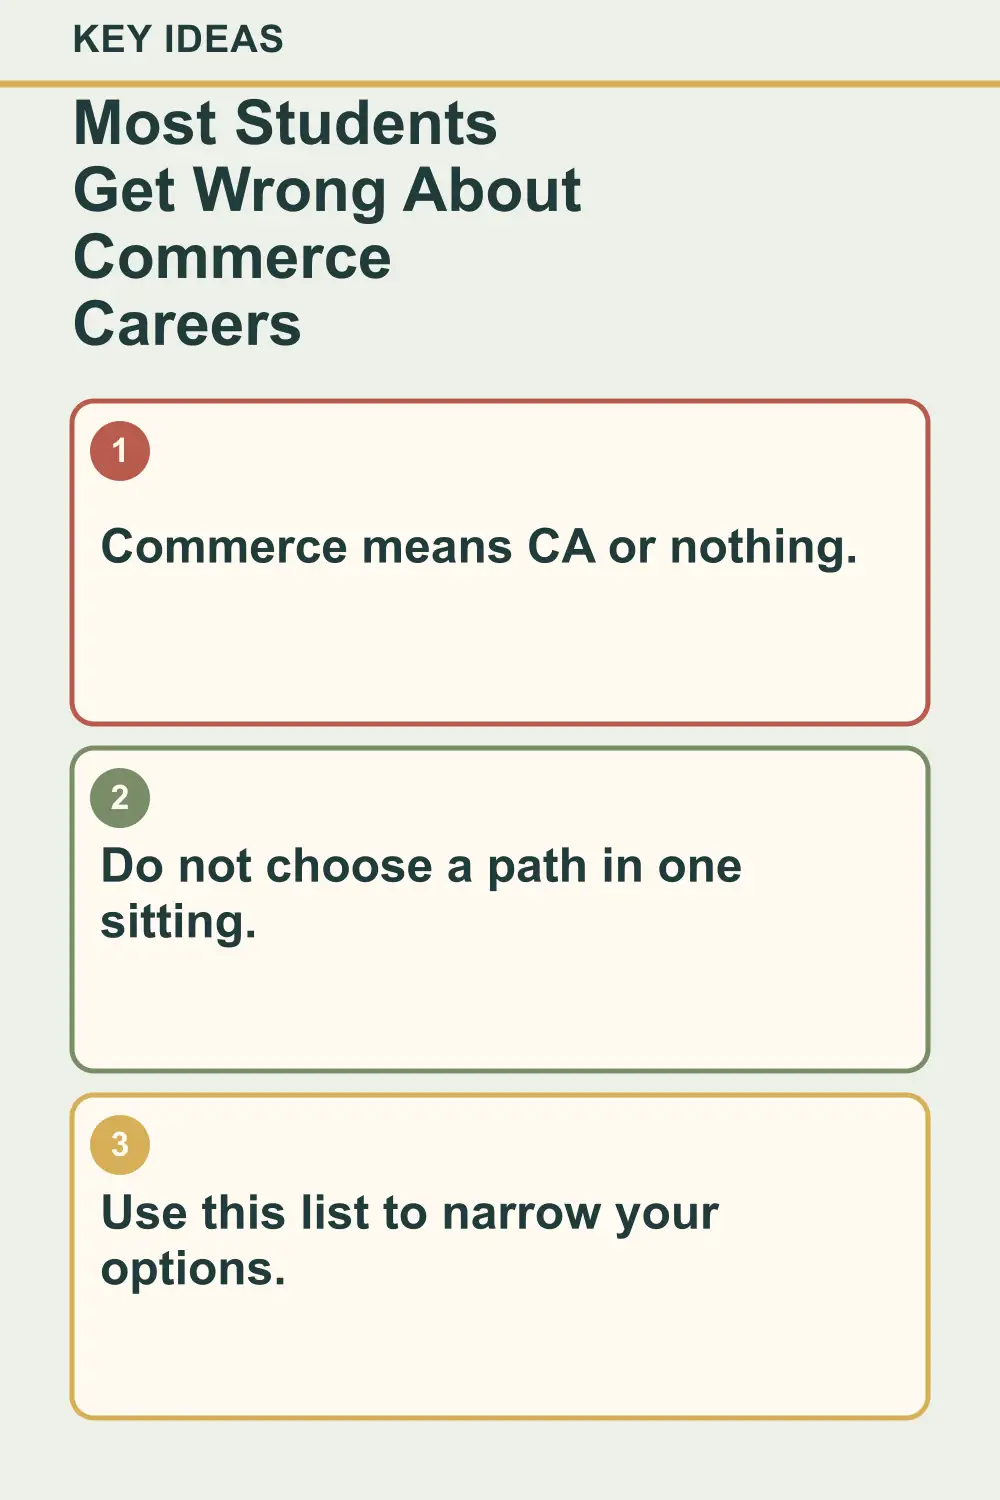 KEY IDEAS
Most Students
Get Wrong About
Commerce
Careers
1
Commerce means CA or nothing.
2
Do not choose a path in one
sitting.
3
Use this list to narrow your
options.